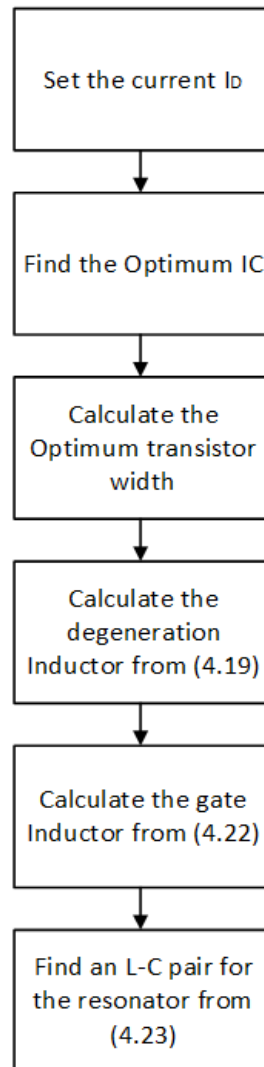 Set the current ID
Find the Optimum IC
Calculate the
Optimum transistor
width
Calculate the
degeneration
Inductor from (4.19)
Calculate the gate
Inductor from (4.22)
Find an L-C pair for
the resonator from
(4.23)